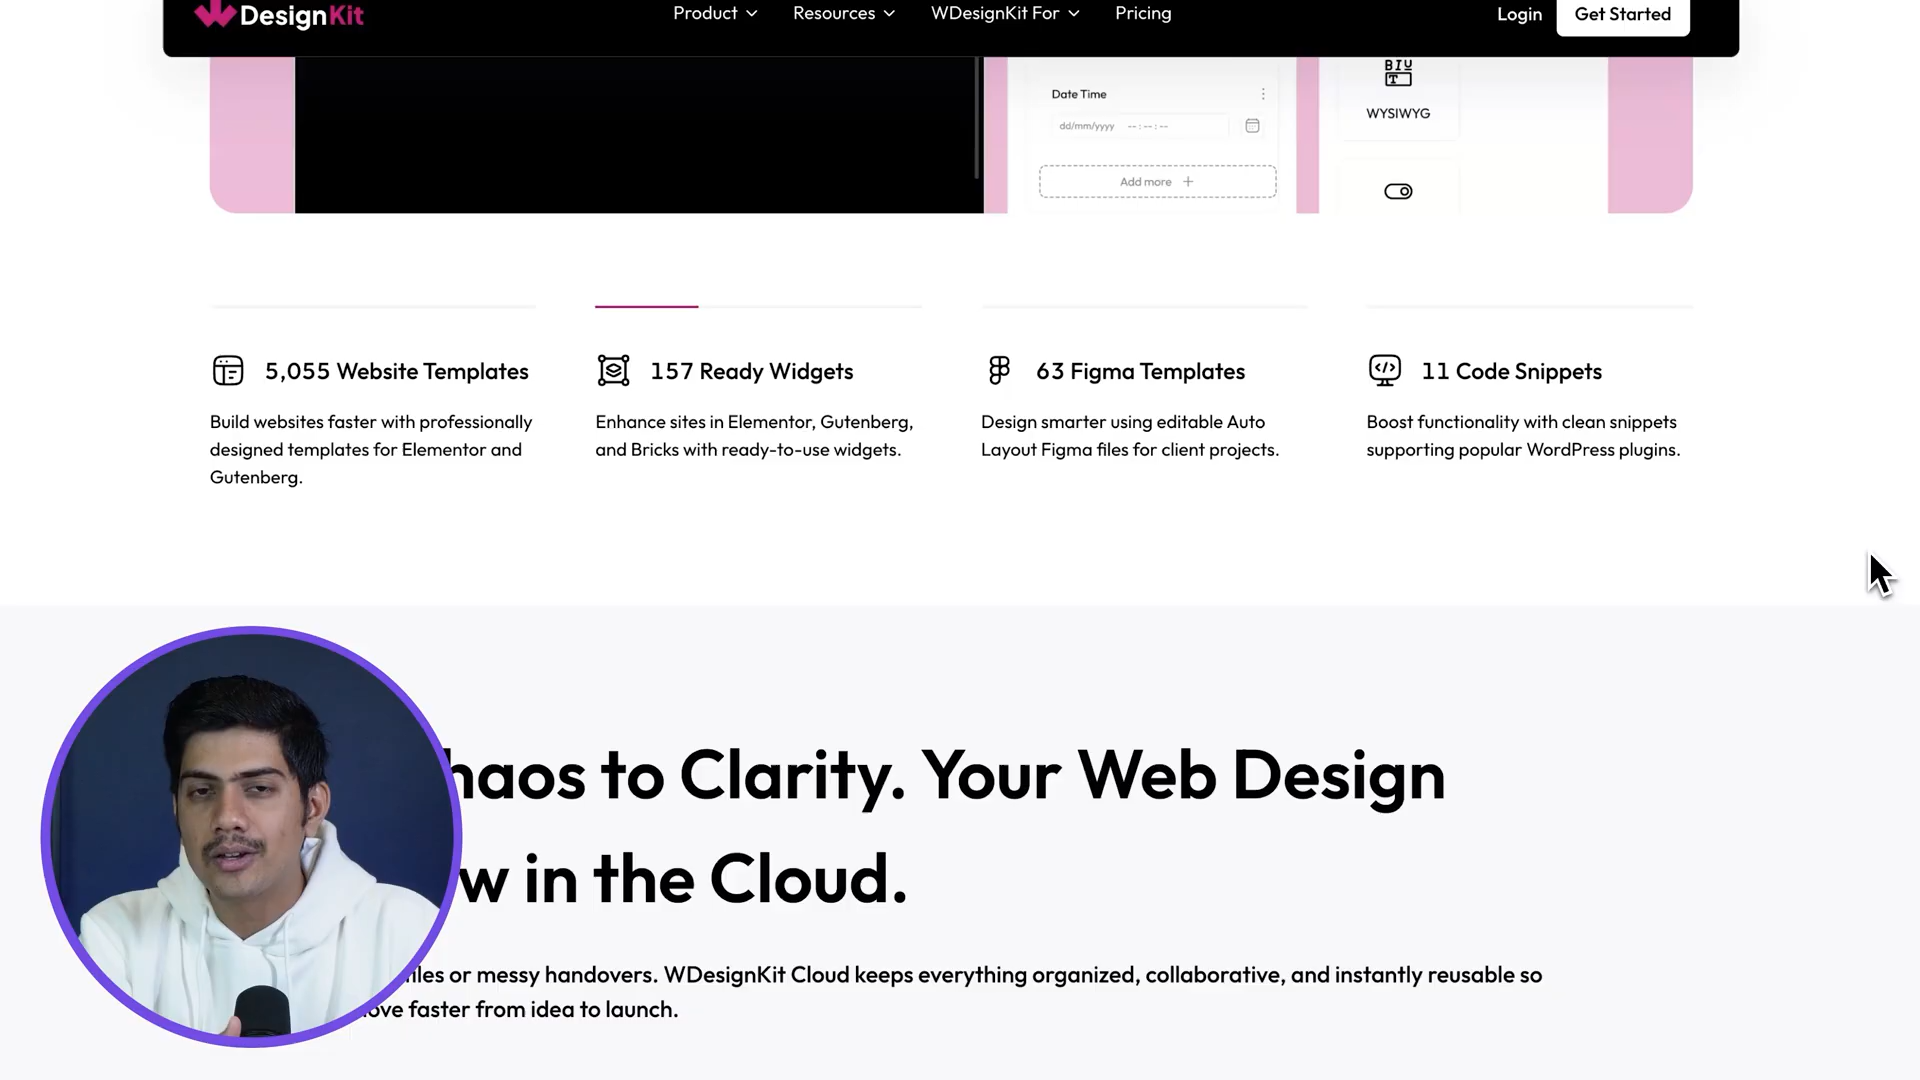 DesignKit
Product Resources WDesignKit For Pricing Login Get Started
Date Time
dd/mm/yyyy --:--:--
Add more +
BIU
T
WYSIWYG
5,055 Website Templates
Build websites faster with professionally
designed templates for Elementor and
Gutenberg.
157 Ready Widgets
Enhance sites in Elementor, Gutenberg,
and Bricks with ready-to-use widgets.
63 Figma Templates
Design smarter using editable Auto
Layout Figma files for client projects.
11 Code Snippets
Boost functionality with clean snippets
supporting popular WordPress plugins.
haos to Clarity. Your Web Design
w in the Cloud.
files or messy handovers. WDesignKit Cloud keeps everything organized, collaborative, and instantly reusable so
ove faster from idea to launch.